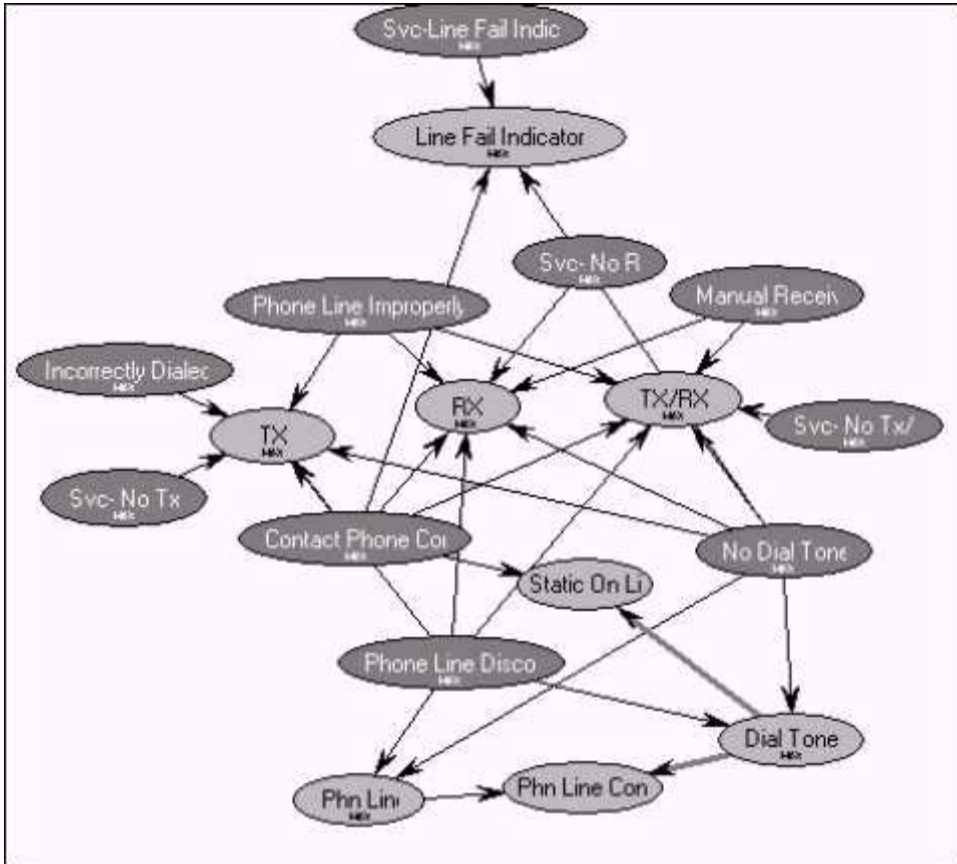 Svc-Line Fail Indic
Line Fail Indicator
Svc- No R
Phone Line Improperly
Manual Receiv
Incorrectly Dialec
RX
TX/RX
TX
Svc- No Tx/
Svc- No Tx
Contact Phone Cor
No Dial Tone
Static On Li
Phone Line Disco
Dial Tone
Phn Line Con
Phn Line